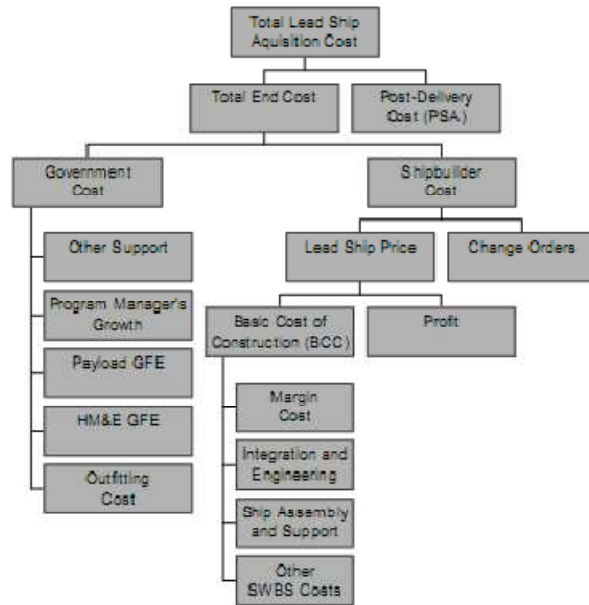 Total Lead Ship
Aquisition Cost
Total End Cost
Post-Delivery
Cost (PSA)
Government
Cost
Shipbuilder
Cost
Other Support
Lead Ship Price
Change Orders
Program Manager's
Growth
Basic Cost of
Construction (BCC)
Profit
Payload GFE
HM&E GFE
Outfitting
Cost
Margin
Cost
Integration and
Engineering
Ship Assembly
and Support
Other
SWBS Costs